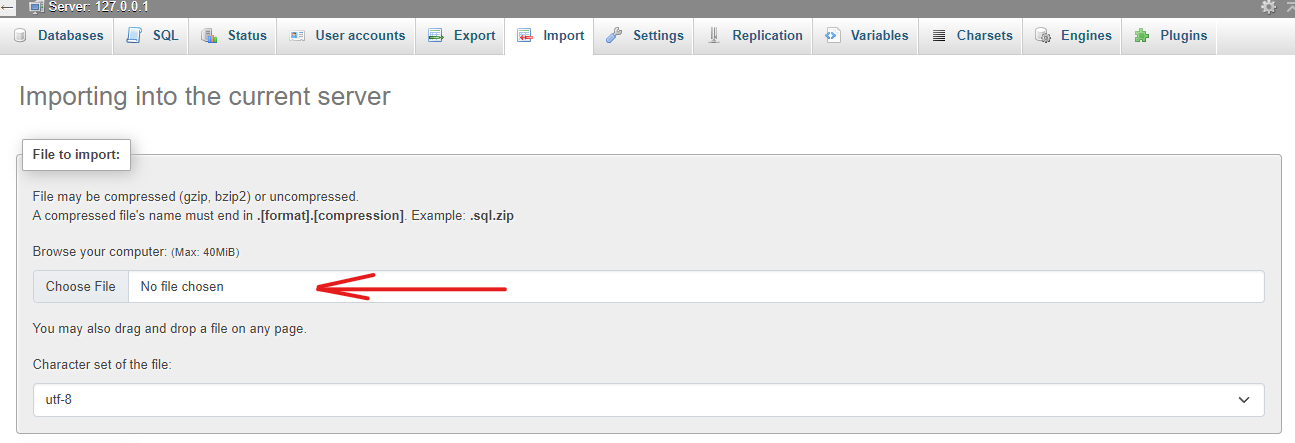 Server: 127.0.0.1
Databases SQL Status User accounts Export Import Settings Replication Variables Charsets Engines Plugins
Importing into the current server
File to import:
File may be compressed (gzip, bzip2) or uncompressed.
A compressed file's name must end in .[format].[compression]. Example: .sql.zip
Browse your computer: (Max: 40MiB)
Choose File No file chosen
You may also drag and drop a file on any page.
Character set of the file:
utf-8